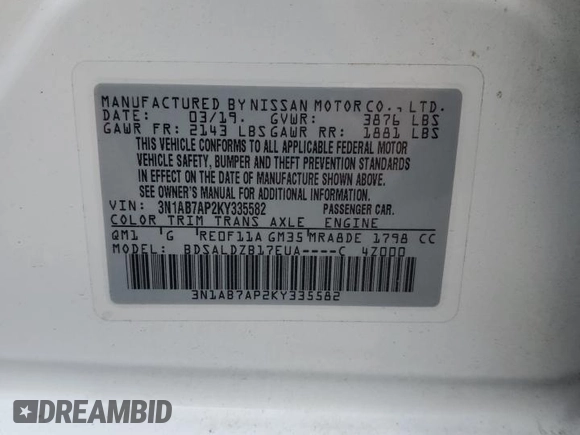 MANUFACTURED BY NISSAN MOTOR CO., LTD.
DATE: 03/19. GVWR: 3876 LBS
GAWR FR: 2143 LBS GAWR RR: 1881 LBS
THIS VEHICLE CONFORMS TO ALL APPLICABLE FEDERAL MOTOR
VEHICLE SAFETY, BUMPER AND THEFT PREVENTION STANDARDS
IN EFFECT ON THE DATE OF MANUFACTURE SHOWN ABOVE.
SEE OWNER'S MANUAL FOR ADDITIONAL INFORMATION.
VIN: 3N1AB7AP2KY335582 PASSENGER CAR.
COLOR TRIM TRANS AXLE ENGINE
QM1 G RE0F11A GM35 MRA8DE 1798 CC
MODEL: BDSALDZB17EUA----C 4Z000
3N1AB7AP2KY335582
DREAMBID